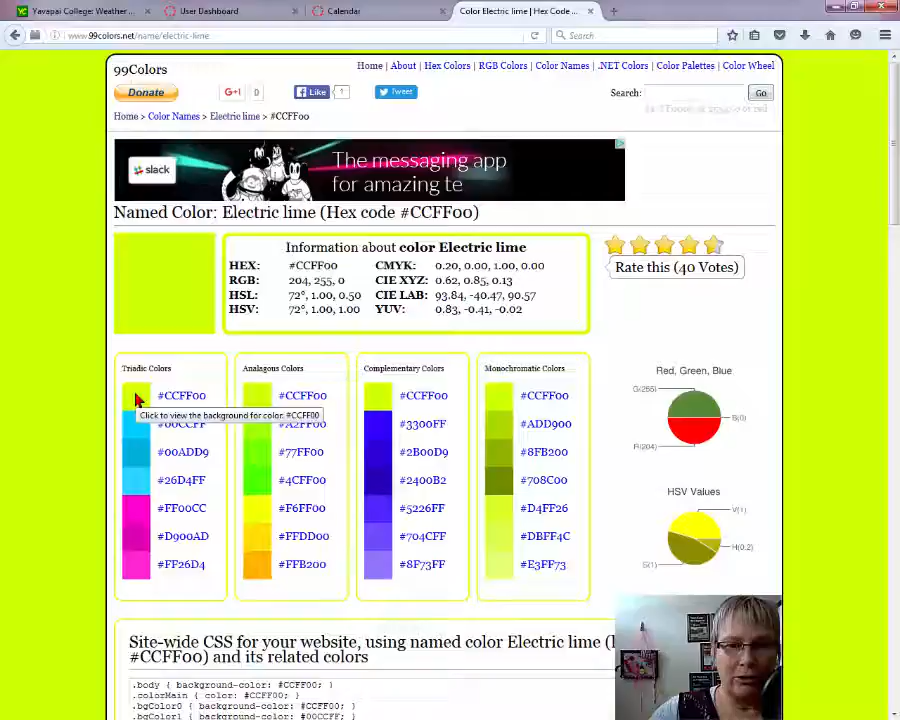 Yavapai College: Weather ...
User Dashboard
Calendar
Color Electric lime | Hex Code ...
www.99colors.net/name/electric-lime
Search
99Colors
Home | About | Hex Colors | RGB Colors | Color Names | .NET Colors | Color Palettes | Color Wheel
Donate
G+1 0
Like 1
Tweet
Search: Go
Home > Color Names > Electric lime > #CCFF00
slack
The messaging app
for amazing te
Named Color: Electric lime (Hex code #CCFF00)
Information about color Electric lime
HEX: #CCFF00 CMYK: 0.20, 0.00, 1.00, 0.00
RGB: 204, 255, 0 CIE XYZ: 0.62, 0.85, 0.13
HSL: 72°, 1.00, 0.50 CIE LAB: 93.84, -40.47, 90.57
HSV: 72°, 1.00, 1.00 YUV: 0.83, -0.41, -0.02
Rate this (40 Votes)
Triadic Colors
#CCFF00
Click to view the background for color: #CCFF00
#00CCFF
#00ADD9
#26D4FF
#FF00CC
#D900AD
#FF26D4
Analagous Colors
#CCFF00
#A2FF00
#77FF00
#4CFF00
#F6FF00
#FFDD00
#FFB200
Complementary Colors
#CCFF00
#3300FF
#2B00D9
#2400B2
#5226FF
#704CFF
#8F73FF
Monochromatic Colors
#CCFF00
#ADD900
#8FB200
#708C00
#D4FF26
#DBFF4C
#E3FF73
Red, Green, Blue
G(255)
B(0)
R(204)
HSV Values
V(1)
H(0.2)
S(1)
Site-wide CSS for your website, using named color Electric lime (
#CCFF00) and its related colors
.body { background-color: #CCFF00; }
.colorMain { color: #CCFF00; }
.bgColor0 { background-color: #CCFF00; }
.bgColor1 { background-color: #00CCFF; }